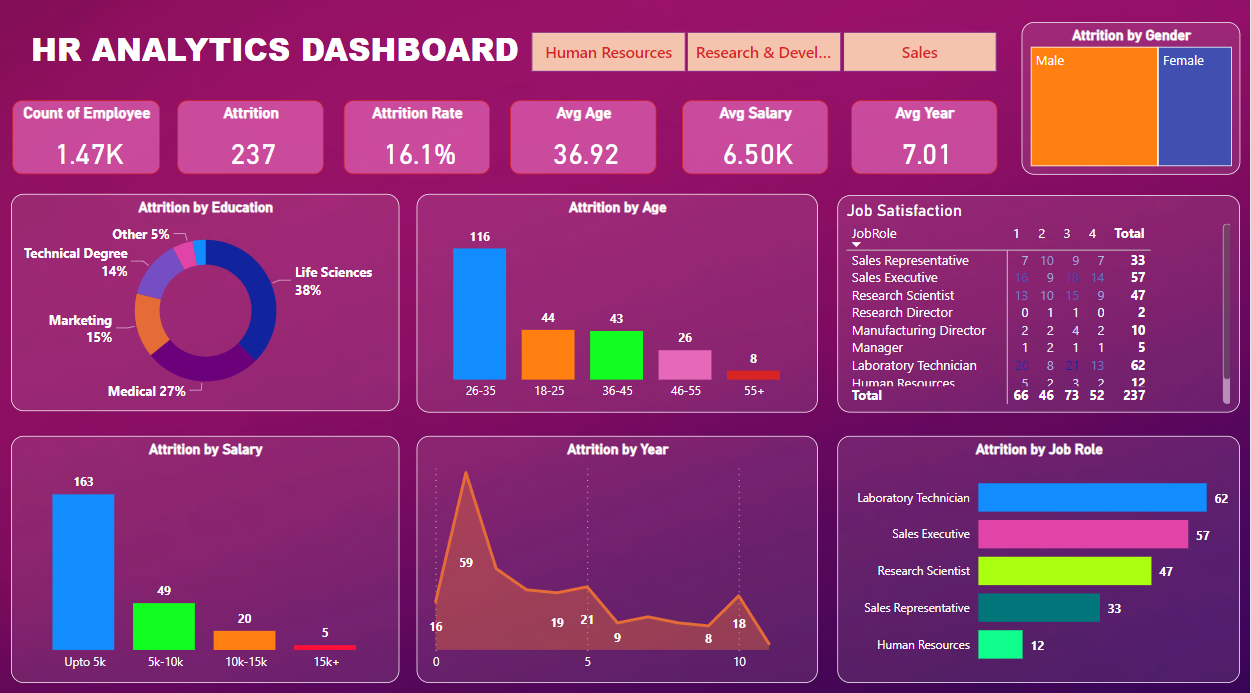 HR ANALYTICS DASHBOARD
Human Resources
Research & Devel...
Sales
Attrition by Gender
Male
Female
Count of Employee
1.47K
Attrition
237
Attrition Rate
16.1%
Avg Age
36.92
Avg Salary
6.50K
Avg Year
7.01
Attrition by Education
Other 5%
Technical Degree
14%
Life Sciences
38%
Marketing
15%
Medical 27%
Attrition by Age
116
44
43
26
8
26-35
18-25
36-45
46-55
55+
Job Satisfaction
JobRole 1 2 3 4 Total
Sales Representative 7 10 9 7 33
Sales Executive 16 9 18 14 57
Research Scientist 13 10 15 9 47
Research Director 0 1 1 0 2
Manufacturing Director 2 2 4 2 10
Manager 1 2 1 1 5
Laboratory Technician 20 8 21 13 62
Human Resources 5 2 3 2 12
Total 66 46 73 52 237
Attrition by Salary
163
49
20
5
Upto 5k
5k-10k
10k-15k
15k+
Attrition by Year
59
16
19
21
9
8
18
0
5
10
Attrition by Job Role
Laboratory Technician 62
Sales Executive 57
Research Scientist 47
Sales Representative 33
Human Resources 12